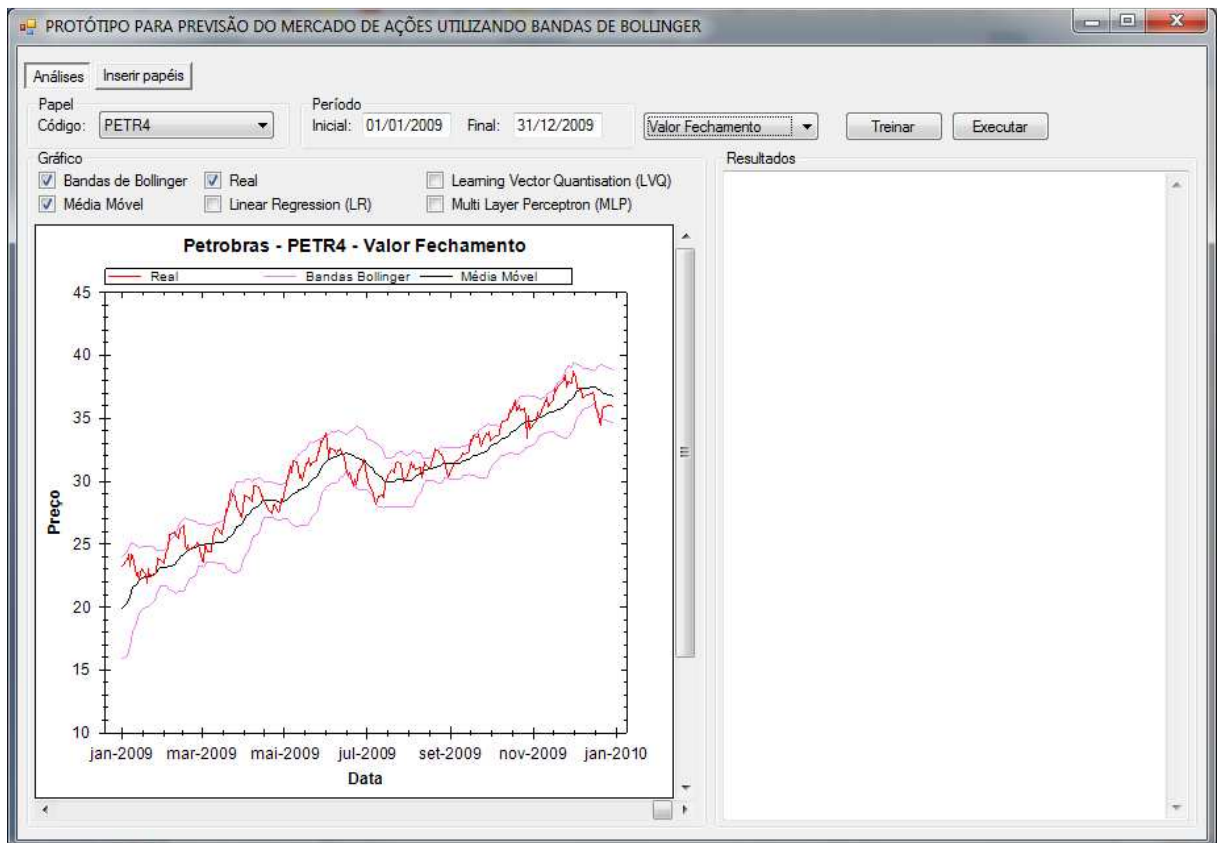 PROTÓTIPO PARA PREVISÃO DO MERCADO DE AÇÕES UTILIZANDO BANDAS DE BOLLINGER
Análises Inserir papéis
Papel
Código: PETR4
Período
Inicial: 01/01/2009 Final: 31/12/2009
Valor Fechamento
Treinar Executar
Gráfico
Bandas de Bollinger Real Learning Vector Quantisation (LVQ)
Média Móvel Linear Regression (LR) Multi Layer Perceptron (MLP)
Resultados
Petrobras - PETR4 - Valor Fechamento
Real Bandas Bollinger Média Móvel
45
40
35
30
25
20
15
10
Preço
jan-2009 mar-2009 mai-2009 jul-2009 set-2009 nov-2009 jan-2010
Data